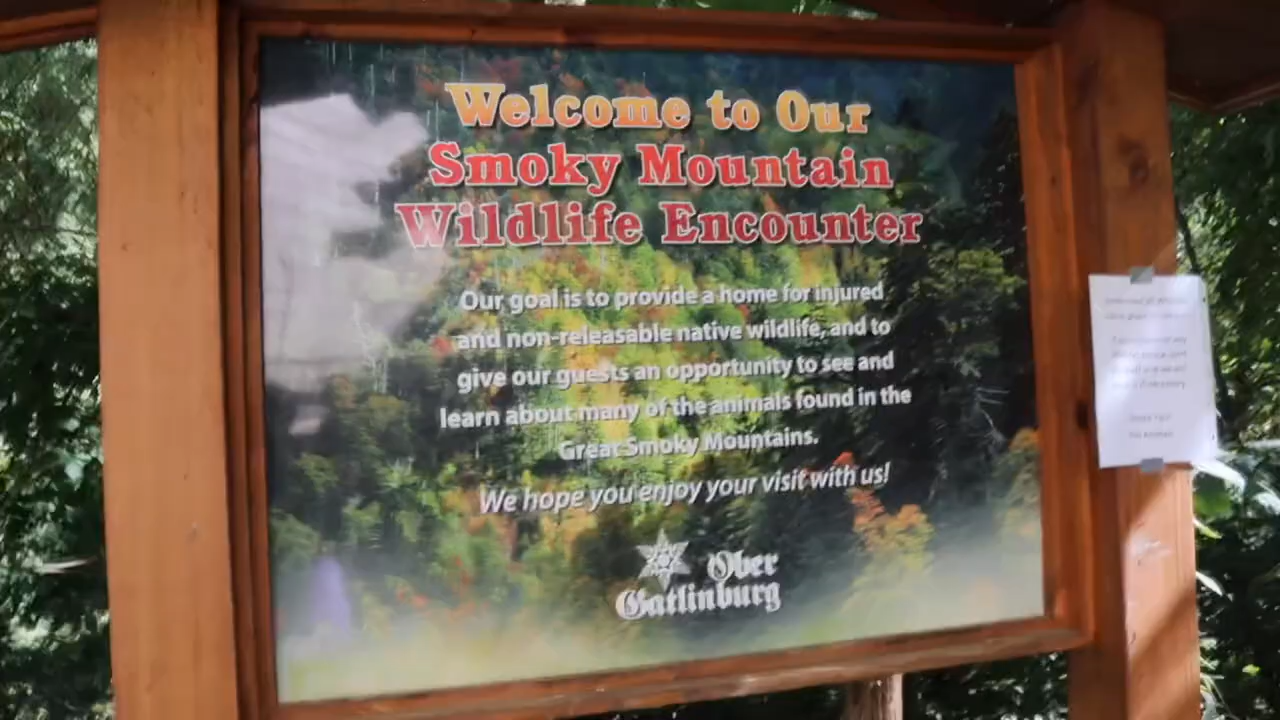 Welcome to Our
Smoky Mountain
Wildlife Encounter
Our goal is to provide a home for injured
and non-releasable native wildlife, and to
give our guests an opportunity to see and
learn about many of the animals found in the
Great Smoky Mountains.
We hope you enjoy your visit with us!
Ober
Gatlinburg